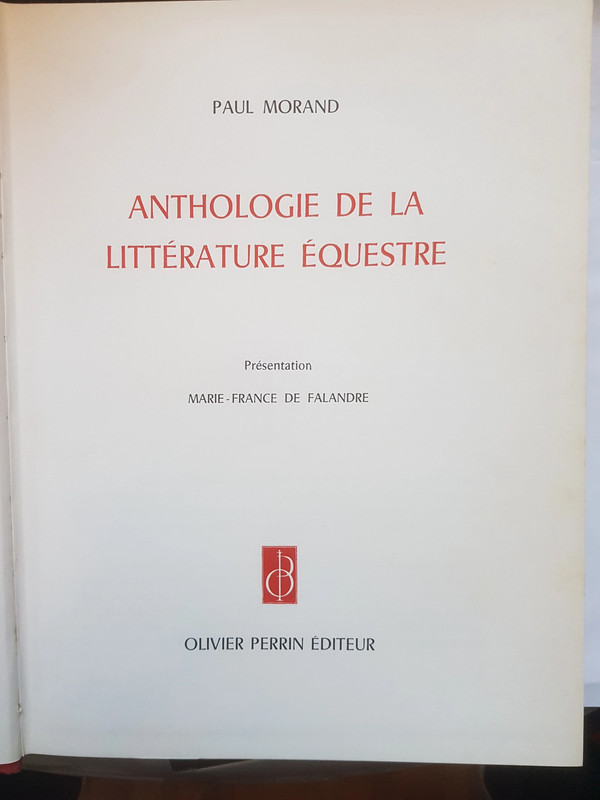 PAUL MORAND
ANTHOLOGIE DE LA
LITTÉRATURE ÉQUESTRE
Présentation
MARIE-FRANCE DE FALANDRE
OLIVIER PERRIN ÉDITEUR